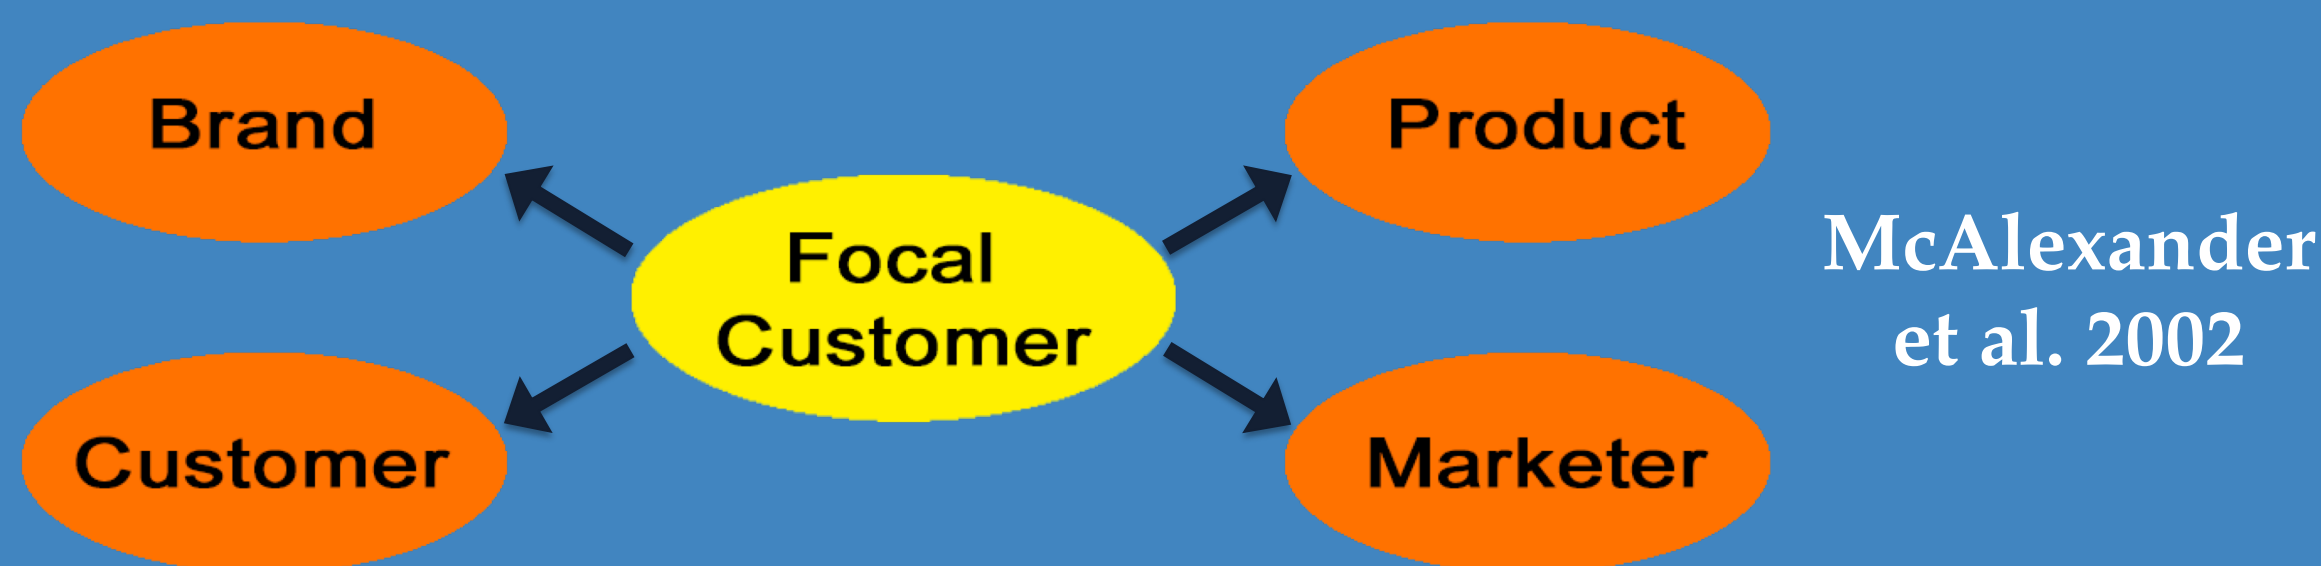 Brand
Product
Focal
Customer
Customer
Marketer
McAlexander
et al. 2002